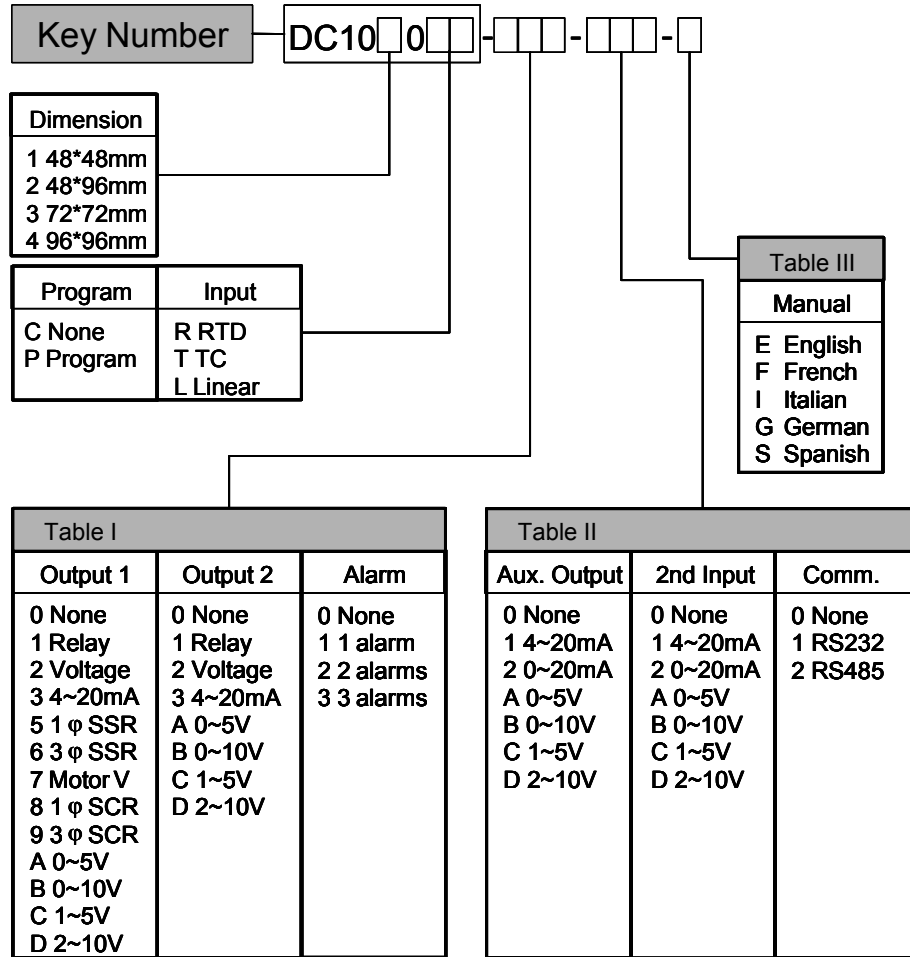 Key Number DC10□0□□-□□□-□□□-□
Dimension
1 48*48mm
2 48*96mm
3 72*72mm
4 96*96mm
Program Input
C None R RTD
P Program T TC
L Linear
Table III
Manual
E English
F French
I Italian
G German
S Spanish
Table I
Output 1 Output 2 Alarm
0 None 0 None 0 None
1 Relay 1 Relay 1 1 alarm
2 Voltage 2 Voltage 2 2 alarms
3 4~20mA 3 4~20mA 3 3 alarms
5 1 φ SSR A 0~5V
6 3 φ SSR B 0~10V
7 Motor V C 1~5V
8 1 φ SCR D 2~10V
9 3 φ SCR
A 0~5V
B 0~10V
C 1~5V
D 2~10V
Table II
Aux. Output 2nd Input Comm.
0 None 0 None 0 None
1 4~20mA 1 4~20mA 1 RS232
2 0~20mA 2 0~20mA 2 RS485
A 0~5V A 0~5V
B 0~10V B 0~10V
C 1~5V C 1~5V
D 2~10V D 2~10V